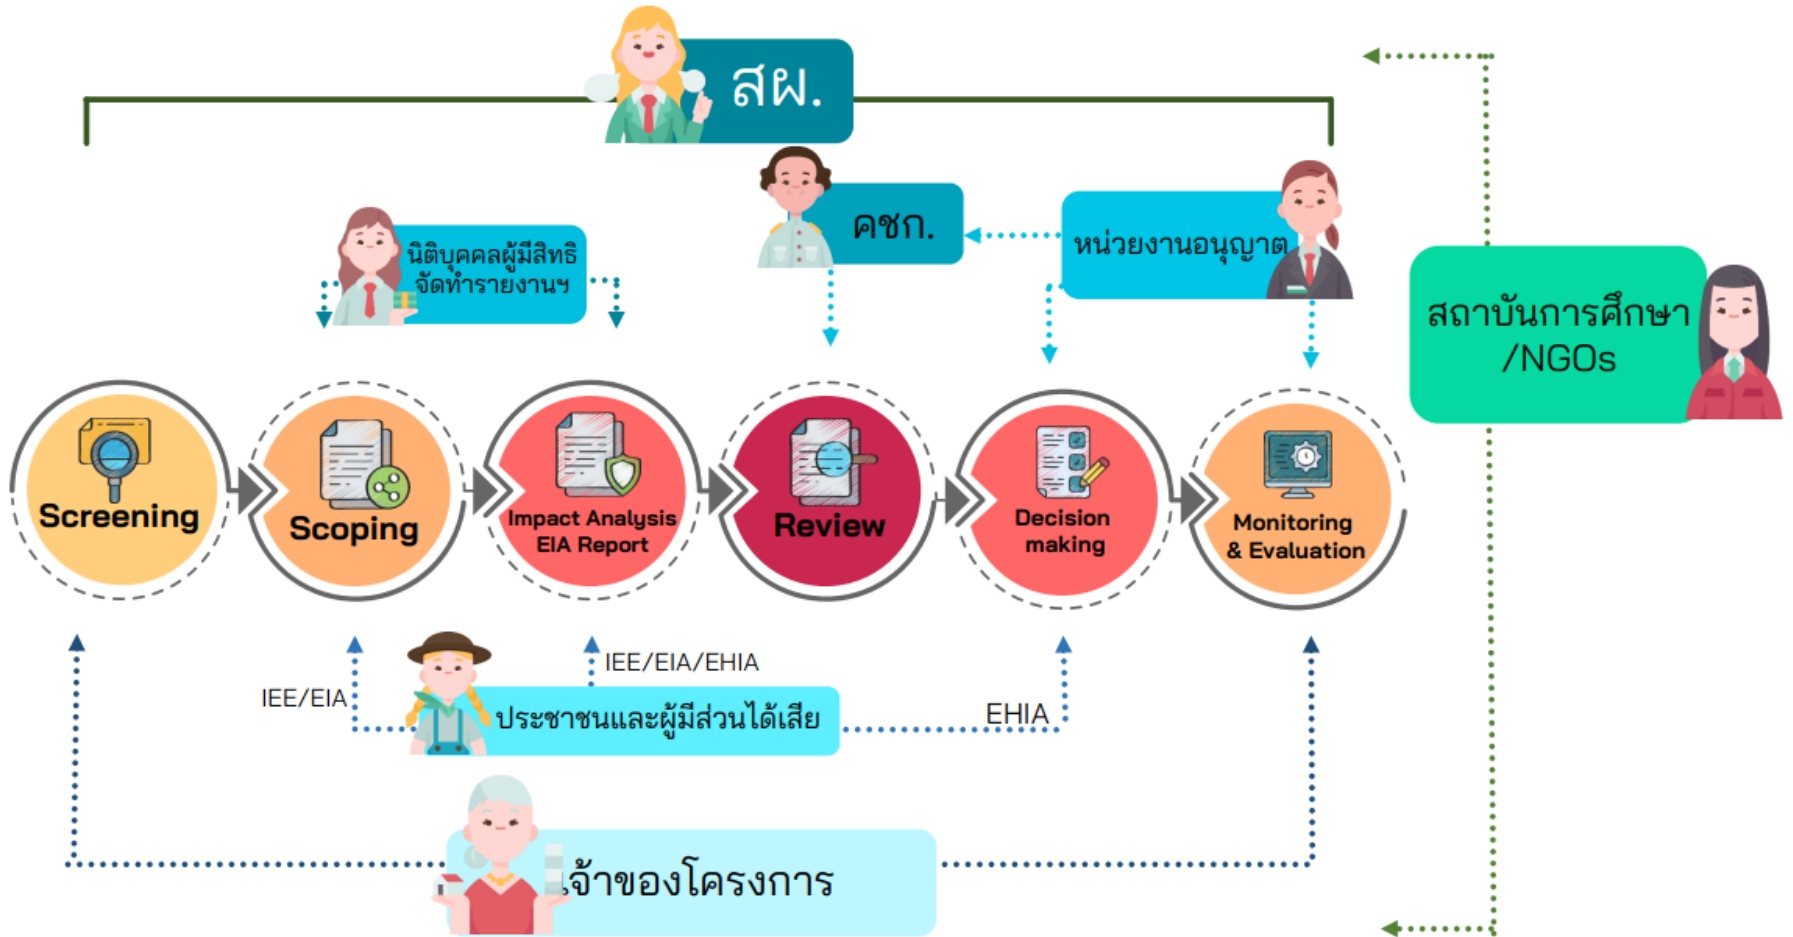 สผ.
คชก.
หน่วยงานอนุญาต
นิติบุคคลผู้มีสิทธิ
จัดทำรายงานฯ
สถาบันการศึกษา
/NGOs
Screening
Scoping
Impact Analysis
EIA Report
Review
Decision
making
Monitoring
& Evaluation
IEE/EIA
IEE/EIA/EHIA
ประชาชนและผู้มีส่วนได้เสีย
EHIA
เจ้าของโครงการ